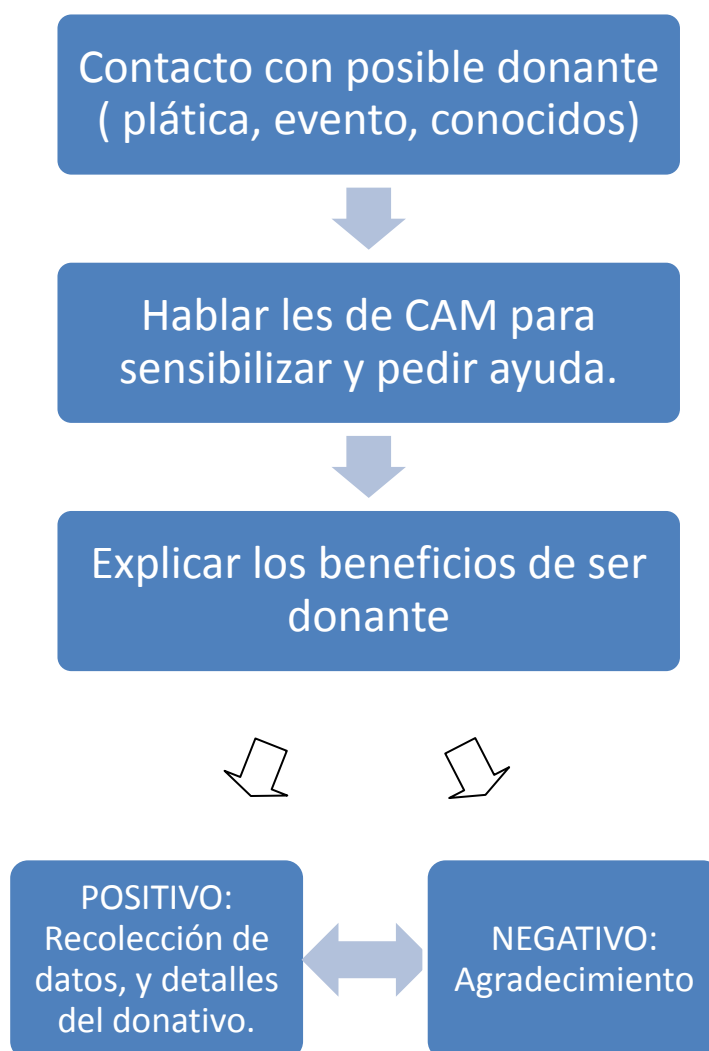 Contacto con posible donante
( plática, evento, conocidos)
Hablar les de CAM para
sensibilizar y pedir ayuda.
Explicar los beneficios de ser
donante
POSITIVO:
Recolección de
datos, y detalles
del donativo.
NEGATIVO:
Agradecimiento